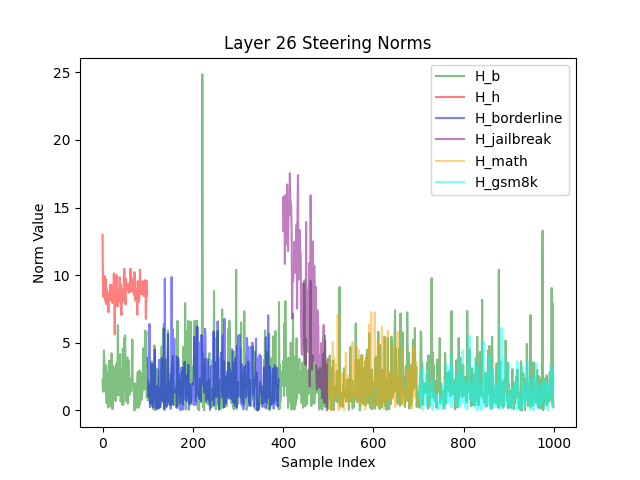 Layer 26 Steering Norms
25
20
15
10
5
0
Norm Value
H_b
H_h
H_borderline
H_jailbreak
H_math
H_gsm8k
0 200 400 600 800 1000
Sample Index